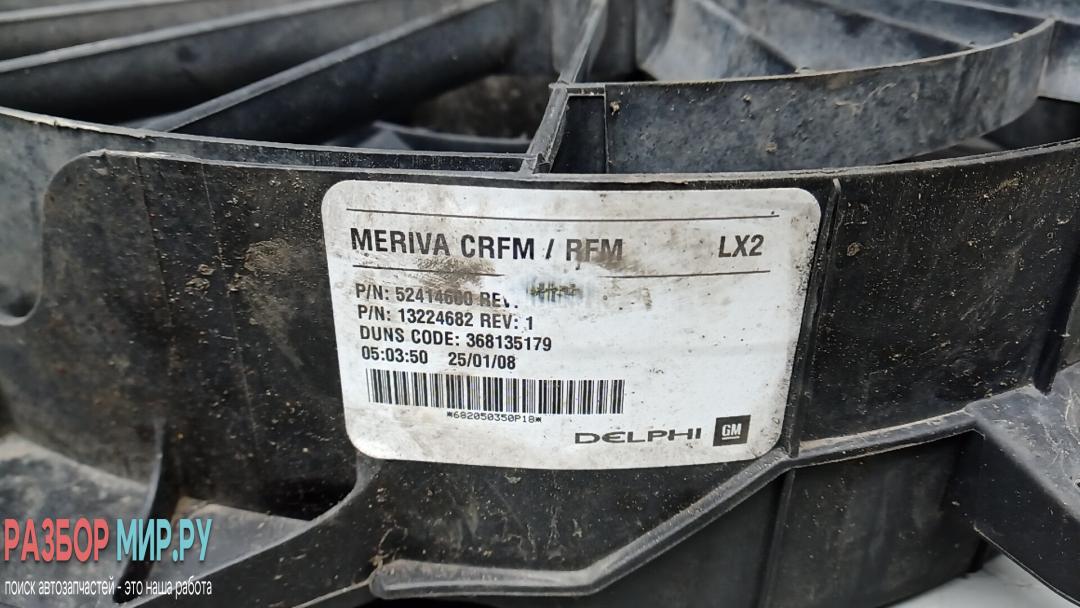 MERIVA CRFM / RFM LX2
P/N: 52414600 REV:
P/N: 13224682 REV: 1
DUNS CODE: 368135179
05:03:50 25/01/08
*682050350P18*
DELPHI GM
РАЗБОР МИР.РУ
поиск автозапчастей - это наша работа